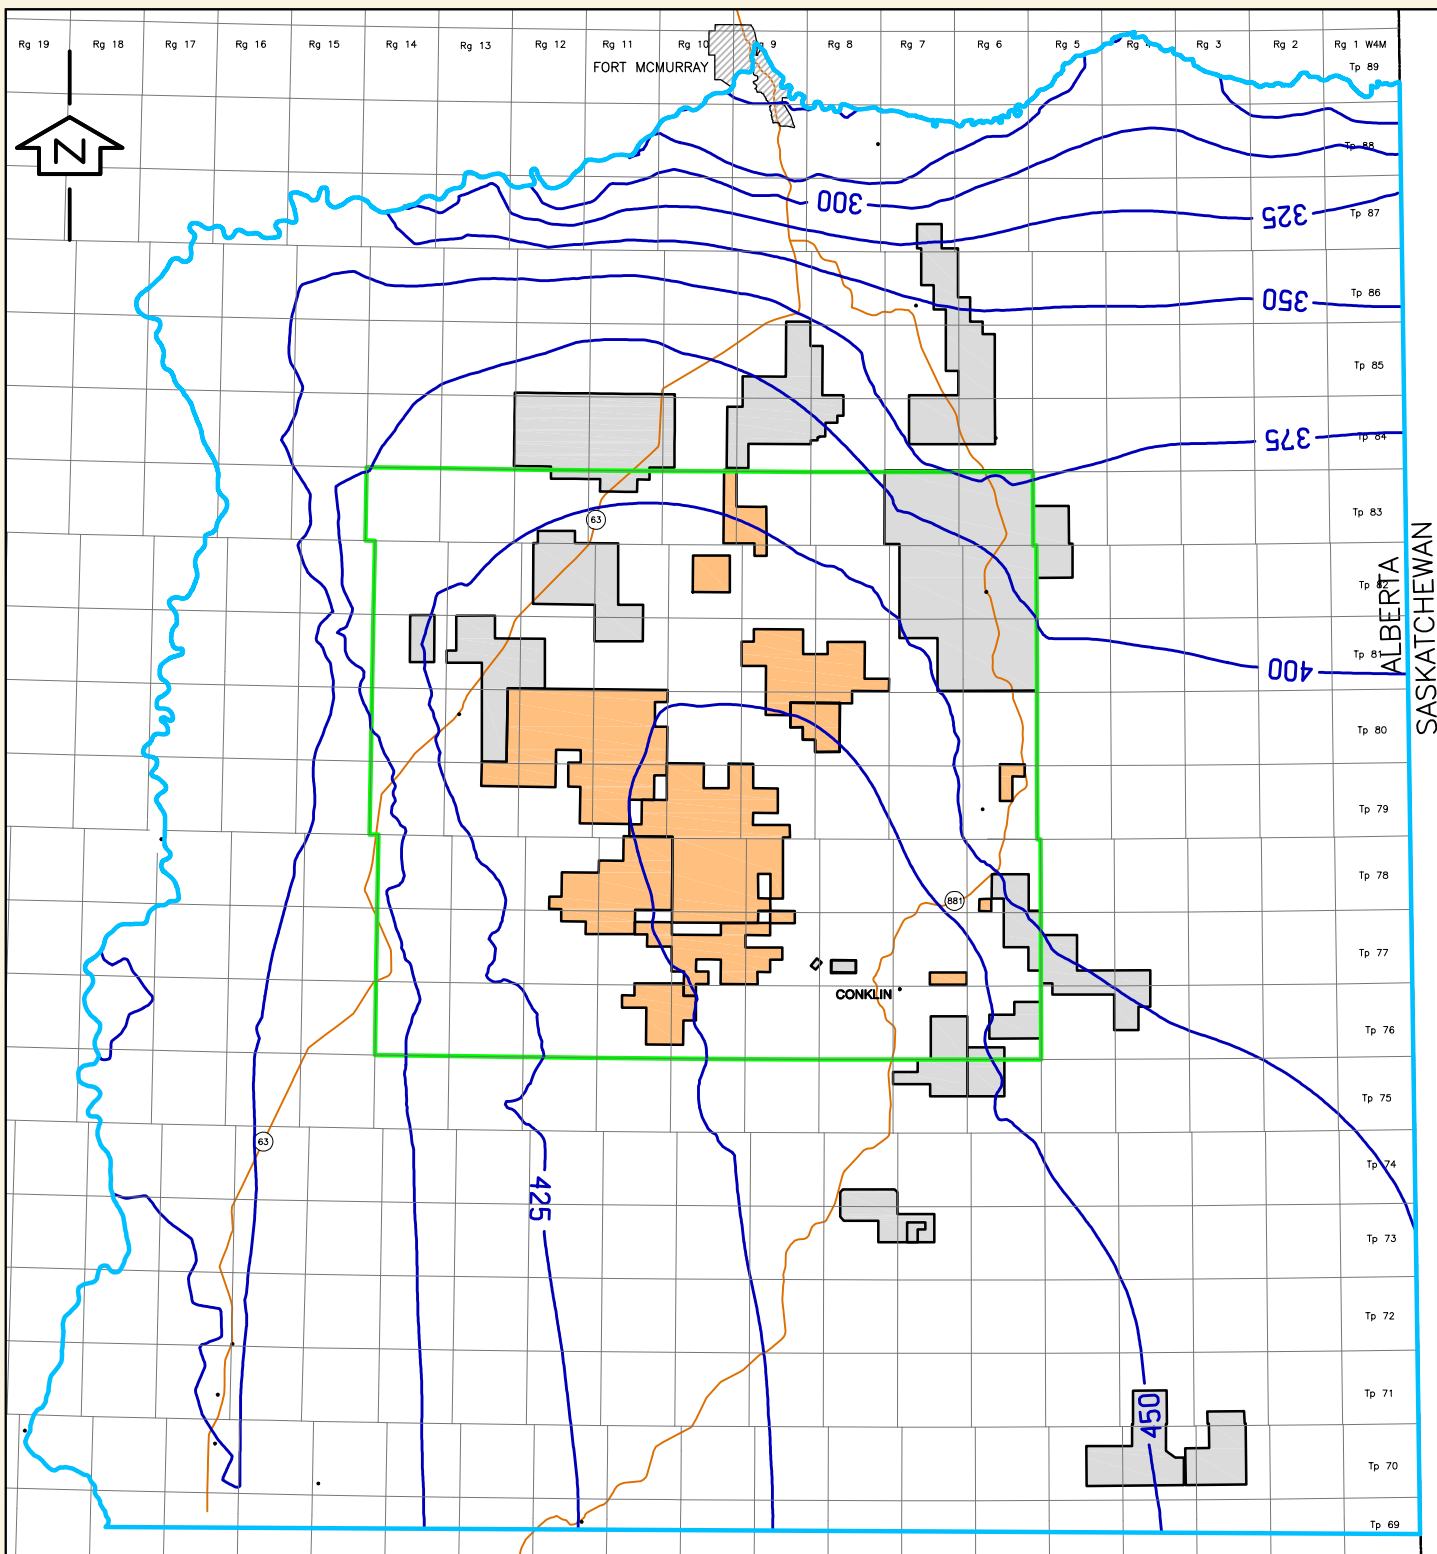 Rg 19 Rg 18 Rg 17 Rg 16 Rg 15 Rg 14 Rg 13 Rg 12 Rg 11 Rg 10 Rg 9 Rg 8 Rg 7 Rg 6 Rg 5 Rg 4 Rg 3 Rg 2 Rg 1 W4M
FORT MCMURRAY
Tp 89
N
Tp 88
300
325
Tp 87
350
Tp 86
Tp 85
375
Tp 84
63
Tp 83
Tp 82
ALBERTA
SASKATCHEWAN
Tp 81
400
Tp 80
Tp 79
Tp 78
881
Tp 77
CONKLIN
Tp 76
Tp 75
63
Tp 74
425
Tp 73
Tp 72
Tp 71
450
Tp 70
Tp 69